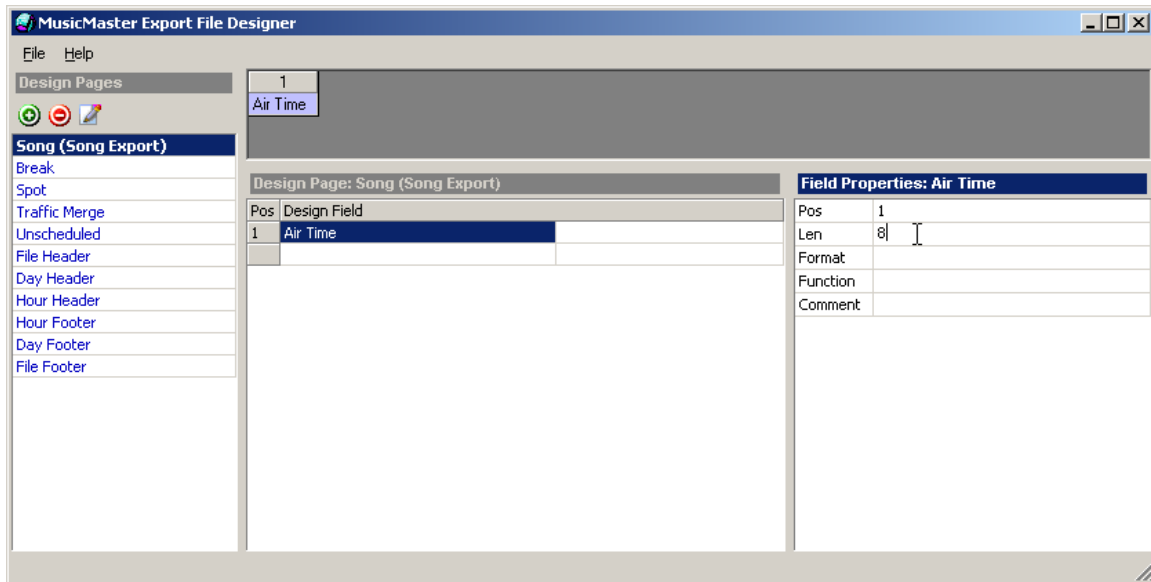 MusicMaster Export File Designer
File Help
Design Pages
1
Air Time
Song (Song Export)
Break
Spot
Traffic Merge
Unscheduled
File Header
Day Header
Hour Header
Hour Footer
Day Footer
File Footer
Design Page: Song (Song Export)
Pos Design Field
1 Air Time
Field Properties: Air Time
Pos 1
Len 8
Format
Function
Comment